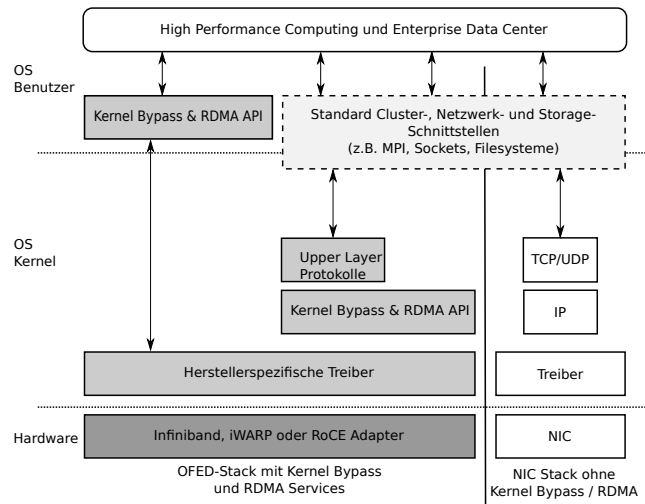 High Performance Computing und Enterprise Data Center
OS
Benutzer
Kernel Bypass & RDMA API
Standard Cluster-, Netzwerk- und Storage-
Schnittstellen
(z.B. MPI, Sockets, Filesysteme)
OS
Kernel
Upper Layer
Protokolle
TCP/UDP
Kernel Bypass & RDMA API
IP
Herstellerspezifische Treiber
Treiber
Hardware
Infiniband, iWARP oder RoCE Adapter
NIC
OFED-Stack mit Kernel Bypass
und RDMA Services
NIC Stack ohne
Kernel Bypass / RDMA